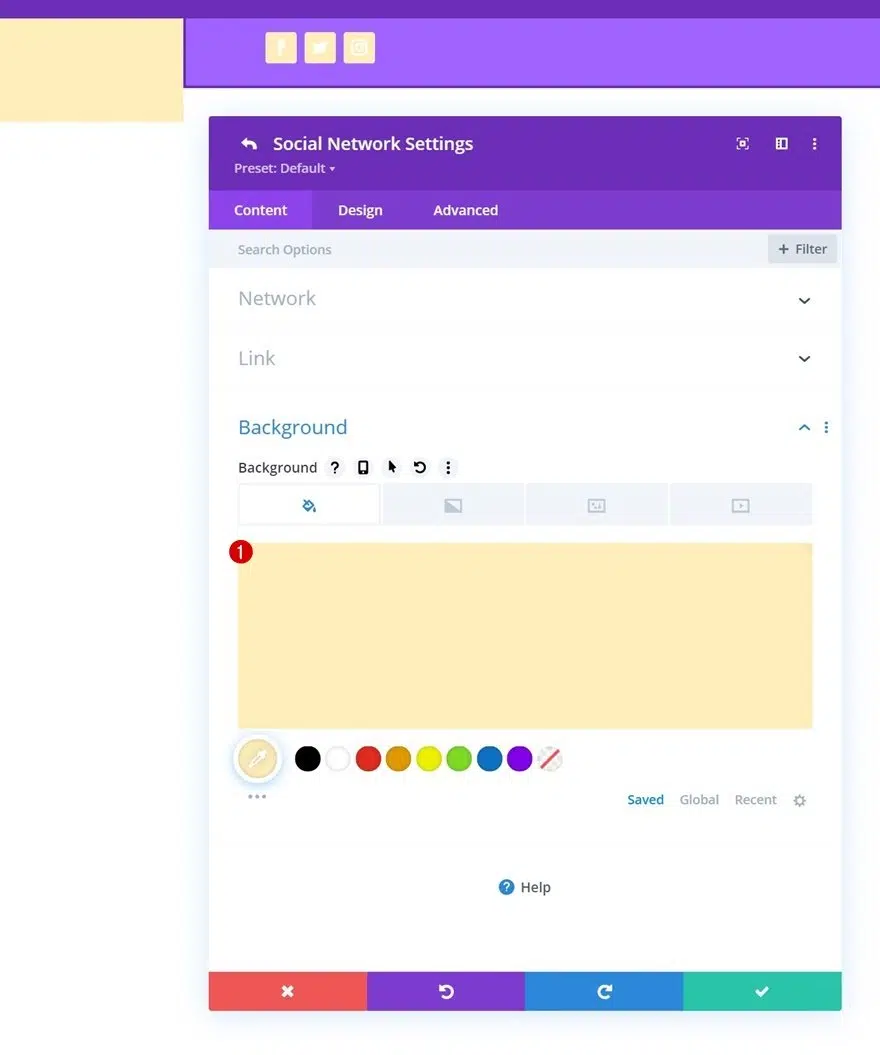 Social Network Settings
Preset: Default
Content Design Advanced
Search Options
+ Filter
Network
Link
Background
Background ?
1
Saved Global Recent
? Help